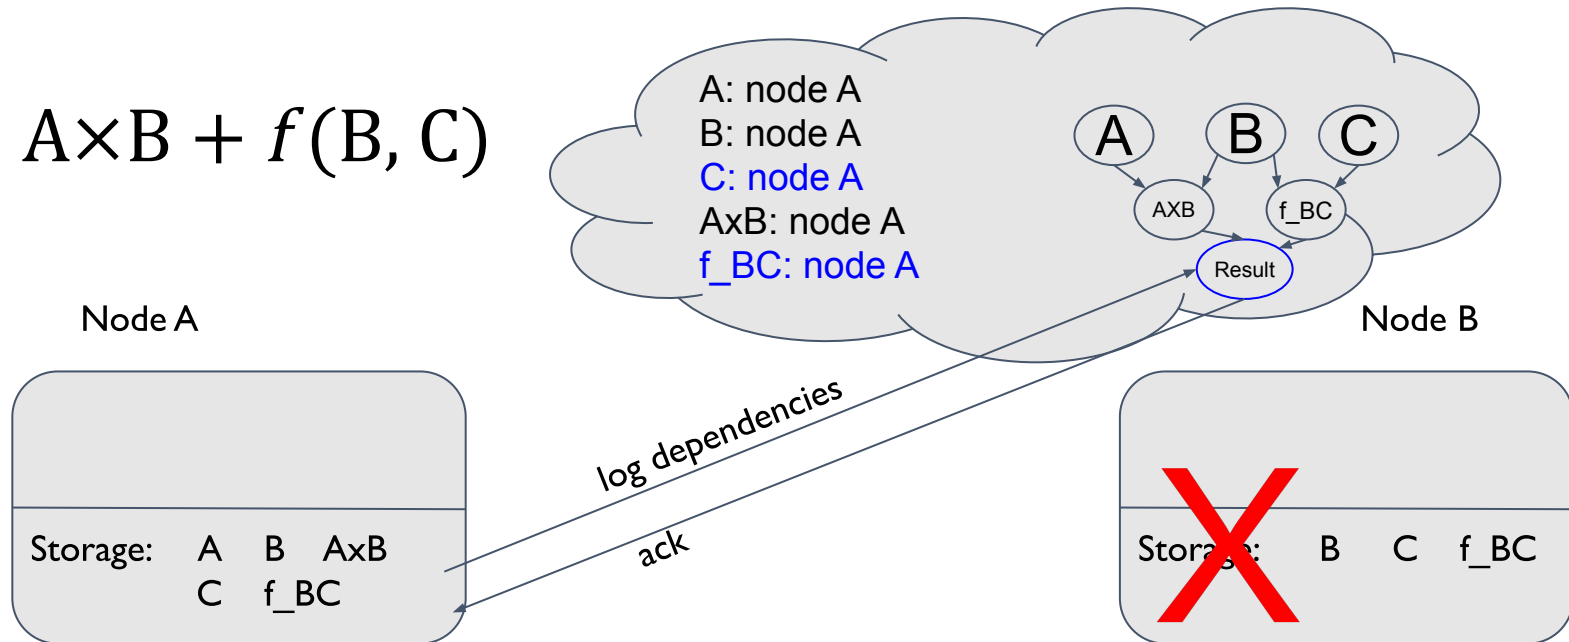 A×B + f(B, C)
A: node A
B: node A
C: node A
AxB: node A
f_BC: node A
A
B
C
AXB
f_BC
Result
Node A
Node B
log dependencies
ack
Storage: A B AxB
C f_BC
Storage: B C f_BC
X